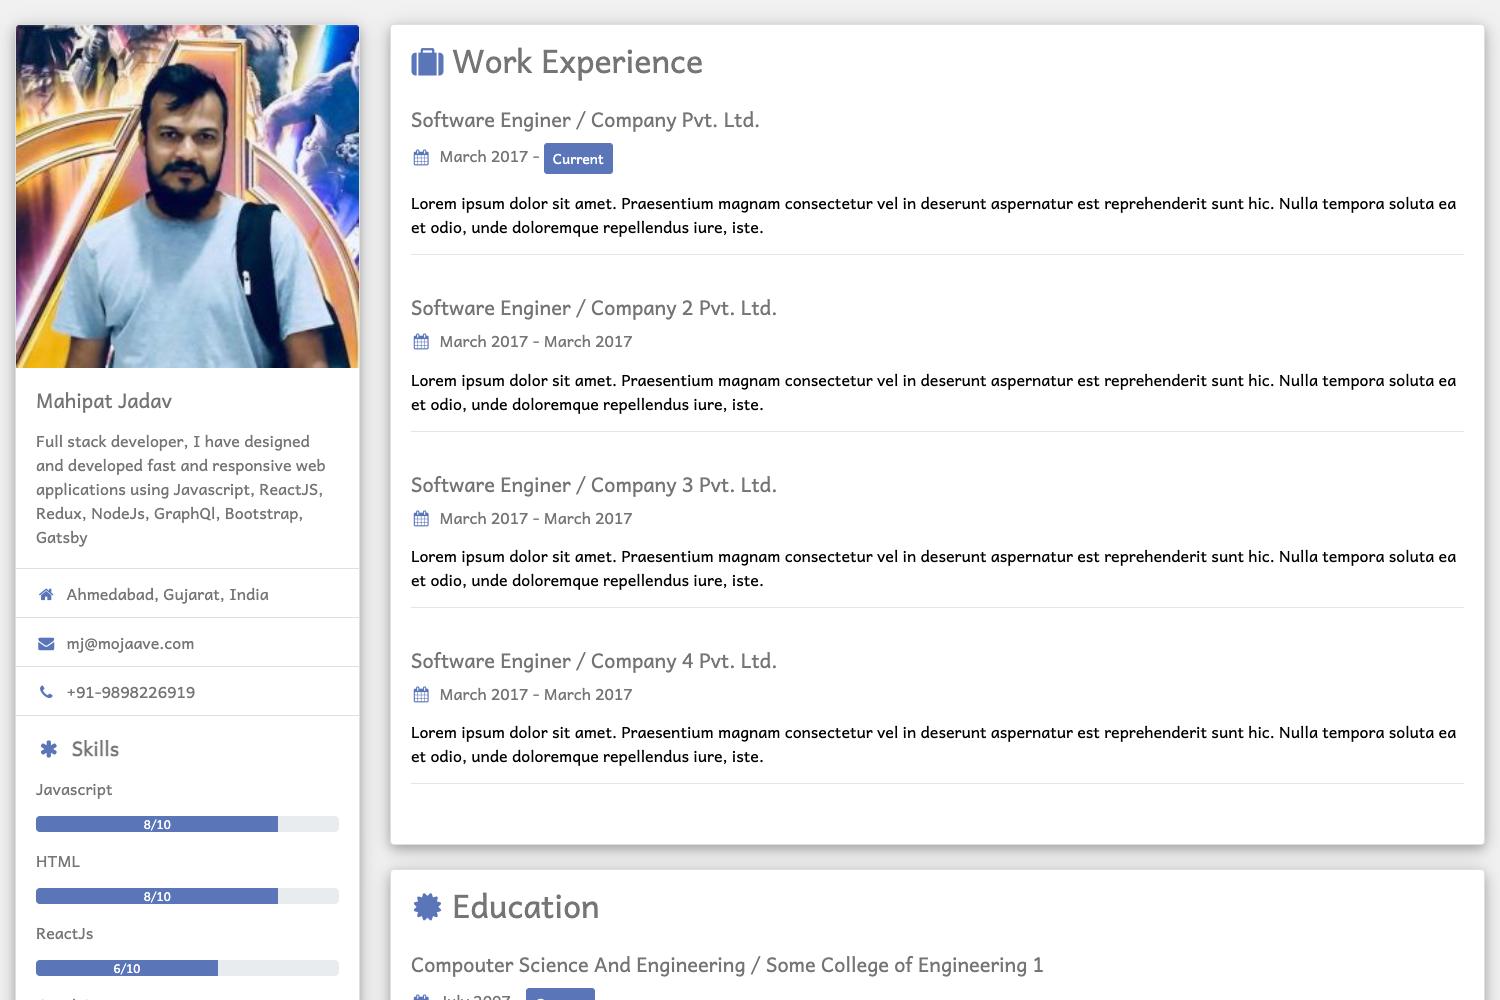 Mahipat Jadav
Full stack developer, I have designed
and developed fast and responsive web
applications using Javascript, ReactJS,
Redux, NodeJs, GraphQl, Bootstrap,
Gatsby
Ahmedabad, Gujarat, India
mj@mojaave.com
+91-9898226919
Skills
Javascript
8/10
HTML
8/10
ReactJs
6/10
Work Experience
Software Enginer / Company Pvt. Ltd.
March 2017 - Current
Lorem ipsum dolor sit amet. Praesentium magnam consectetur vel in deserunt aspernatur est reprehenderit sunt hic. Nulla tempora soluta ea
et odio, unde doloremque repellendus iure, iste.
Software Enginer / Company 2 Pvt. Ltd.
March 2017 - March 2017
Lorem ipsum dolor sit amet. Praesentium magnam consectetur vel in deserunt aspernatur est reprehenderit sunt hic. Nulla tempora soluta ea
et odio, unde doloremque repellendus iure, iste.
Software Enginer / Company 3 Pvt. Ltd.
March 2017 - March 2017
Lorem ipsum dolor sit amet. Praesentium magnam consectetur vel in deserunt aspernatur est reprehenderit sunt hic. Nulla tempora soluta ea
et odio, unde doloremque repellendus iure, iste.
Software Enginer / Company 4 Pvt. Ltd.
March 2017 - March 2017
Lorem ipsum dolor sit amet. Praesentium magnam consectetur vel in deserunt aspernatur est reprehenderit sunt hic. Nulla tempora soluta ea
et odio, unde doloremque repellendus iure, iste.
Education
Compouter Science And Engineering / Some College of Engineering 1